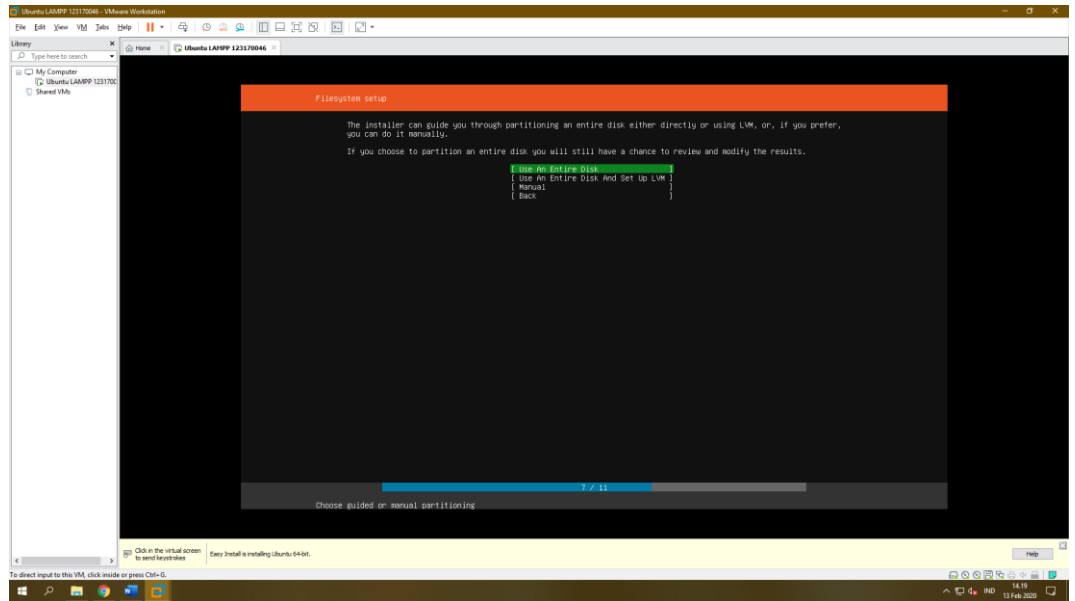 Ubuntu LAMPP 123170046 - VMware Workstation
File Edit View VM Tabs Help
Library
Home
Ubuntu LAMPP 123170046
Type here to search
My Computer
Ubuntu LAMPP 123170
Shared VMs
Filesystem setup
The installer can guide you through partitioning an entire disk either directly or using LVM, or, if you prefer,
you can do it manually.
If you choose to partition an entire disk you will still have a chance to review and modify the results.
[ Use An Entire Disk ]
[ Use An Entire Disk And Set Up LVM ]
[ Manual ]
[ Back ]
7 / 11
Choose guided or manual partitioning
Click in the virtual screen
to send keystrokes
Easy Install is installing Ubuntu 64-bit.
Help
To direct input to this VM, click inside or press Ctrl+G.
IND
14.19
13 Feb 2020